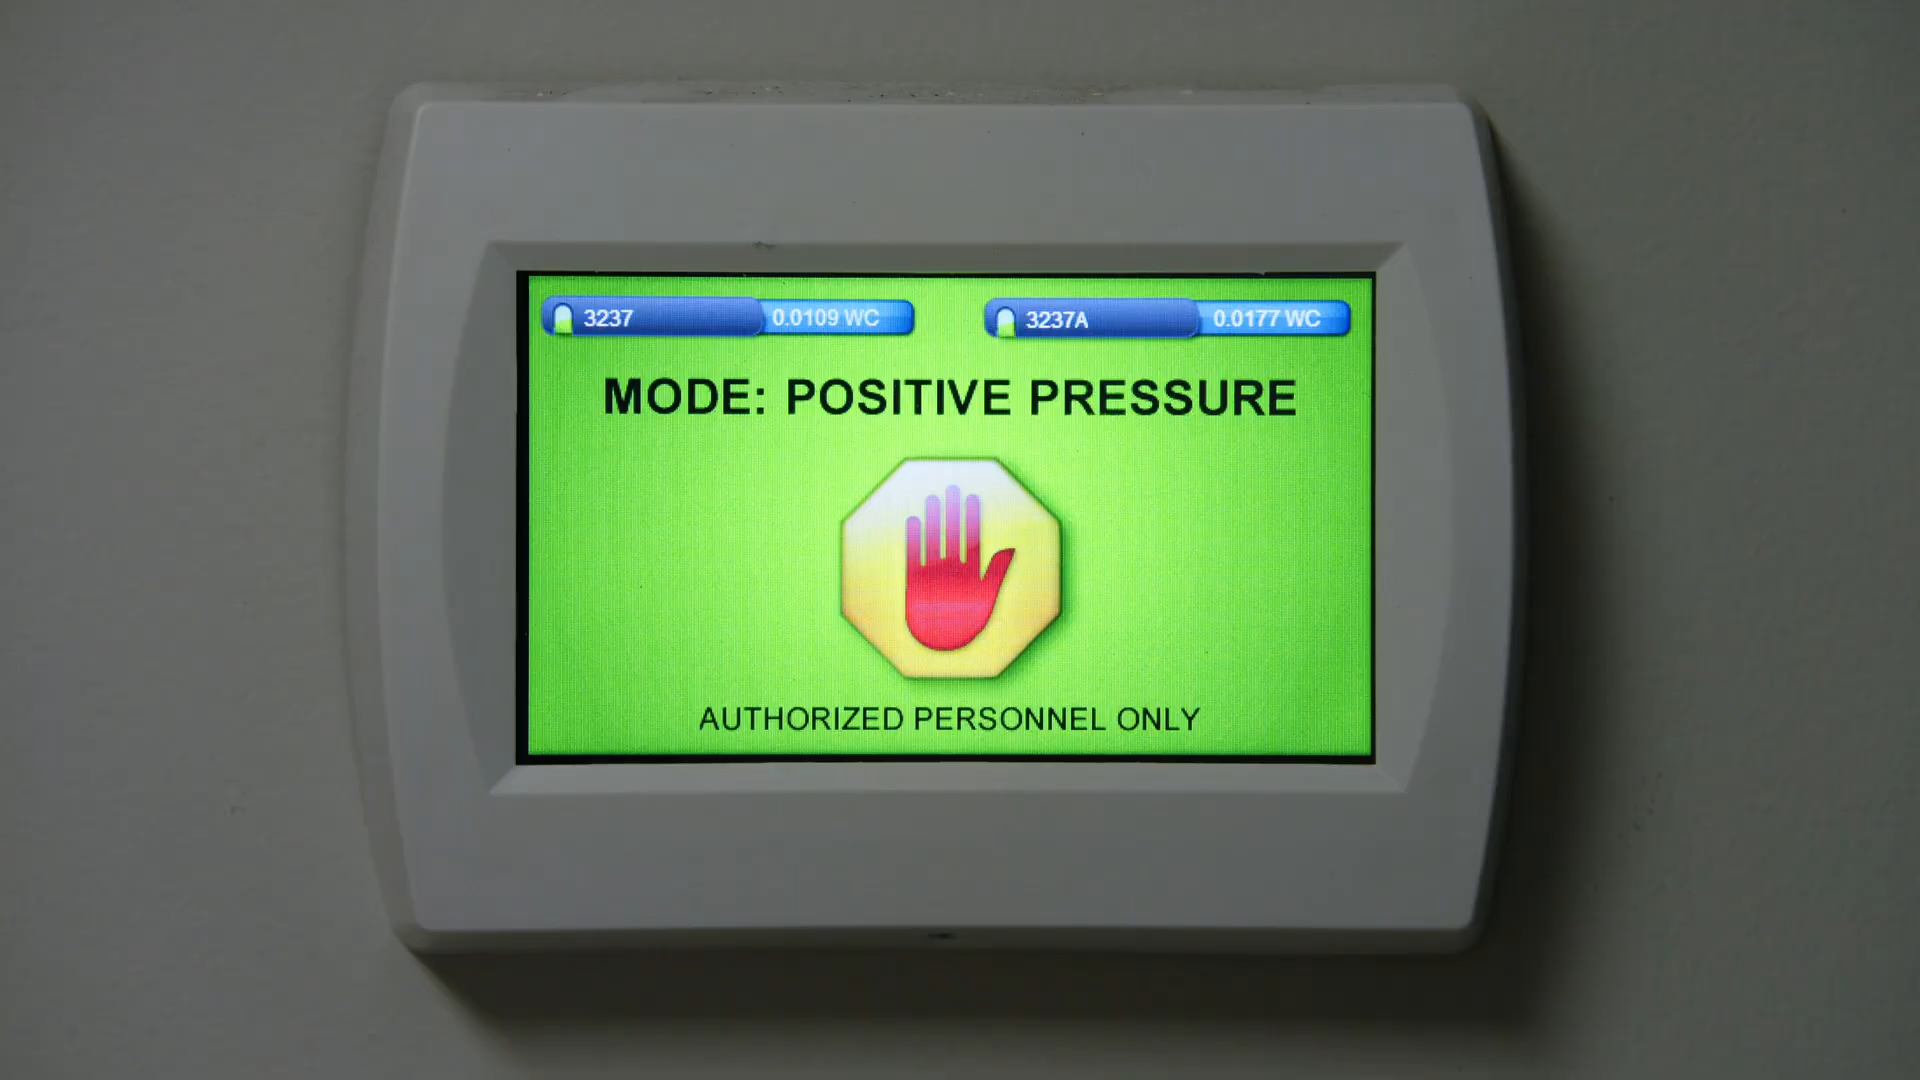 3237 0.0109 WC 3237A 0.0177 WC
MODE: POSITIVE PRESSURE
AUTHORIZED PERSONNEL ONLY